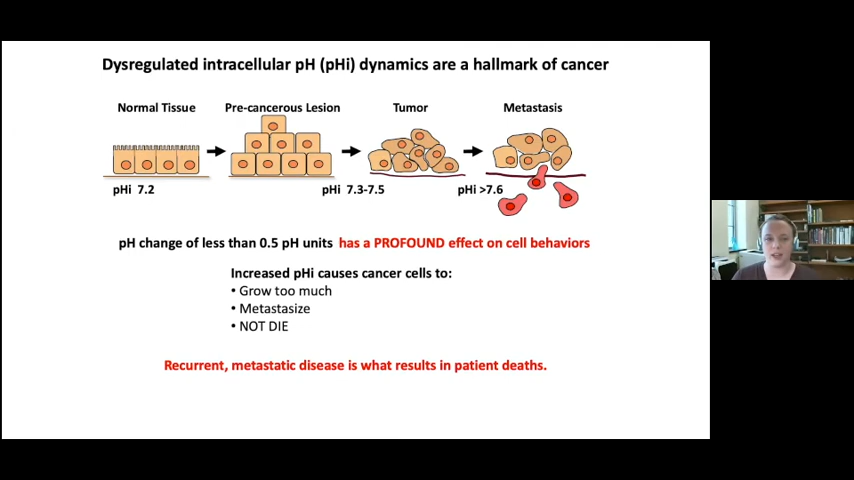 Dysregulated intracellular pH (pHi) dynamics are a hallmark of cancer
Normal Tissue
Pre-cancerous Lesion
Tumor
Metastasis
pHi 7.2
pHi 7.3-7.5
pHi >7.6
pH change of less than 0.5 pH units has a PROFOUND effect on cell behaviors
Increased pHi causes cancer cells to:
• Grow too much
• Metastasize
• NOT DIE
Recurrent, metastatic disease is what results in patient deaths.